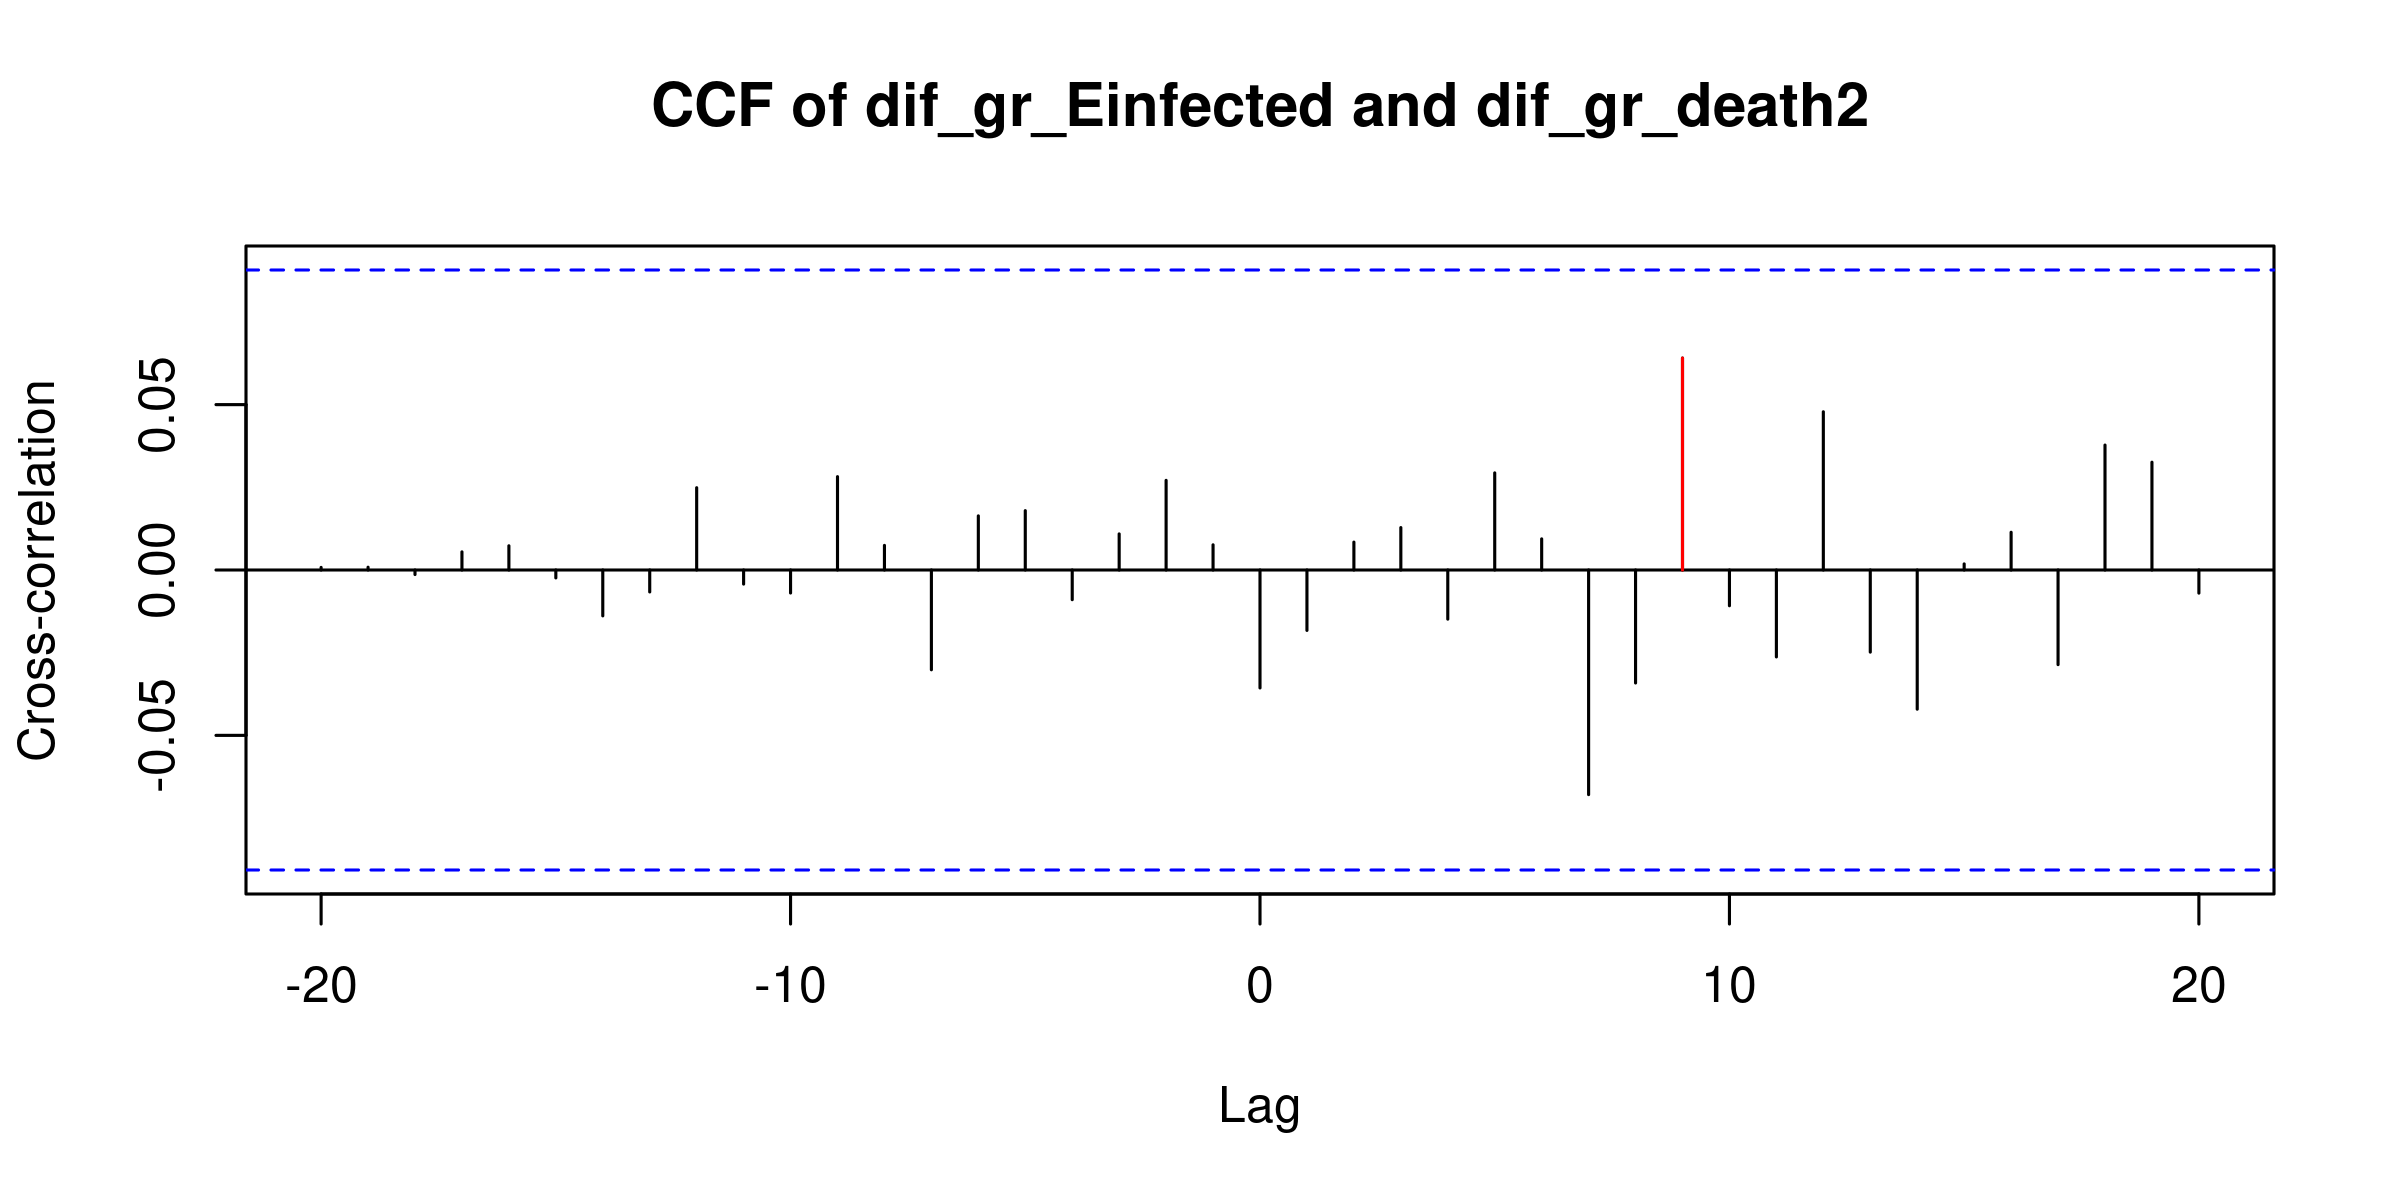 CCF of dif_gr_Einfected and dif_gr_death2
Cross-correlation
0.05
0.00
-0.05
-20 -10 0 10 20
Lag